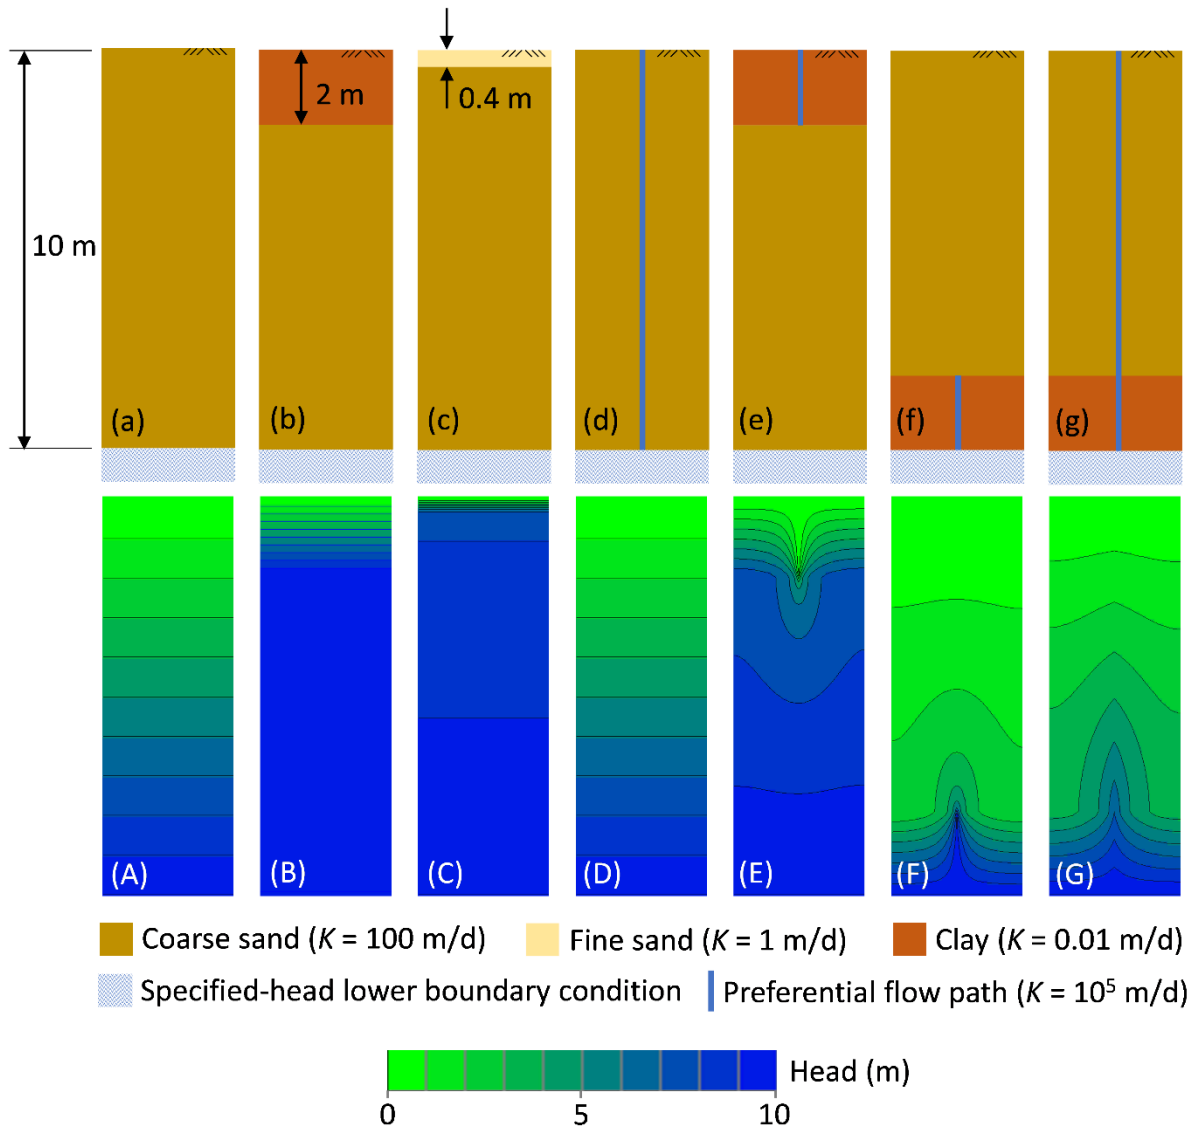 10 m
2 m
0.4 m
(a) (b) (c) (d) (e) (f) (g)
(A) (B) (C) (D) (E) (F) (G)
Coarse sand (K = 100 m/d) Fine sand (K = 1 m/d) Clay (K = 0.01 m/d)
Specified-head lower boundary condition Preferential flow path (K = 10⁵ m/d)
Head (m)
0 5 10